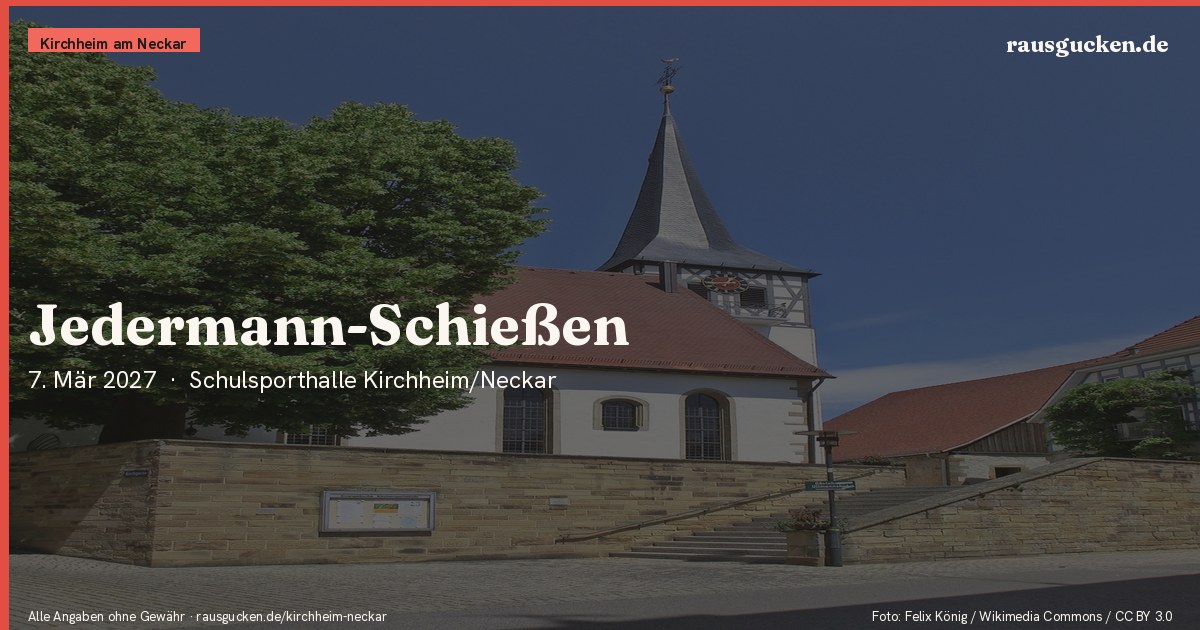 Kirchheim am Neckar
rausgucken.de
Jedermann-Schießen
7. Mär 2027 · Schulsporthalle Kirchheim/Neckar
Alle Angaben ohne Gewähr · rausgucken.de/kirchheim-neckar
Foto: Felix König / Wikimedia Commons / CC BY 3.0